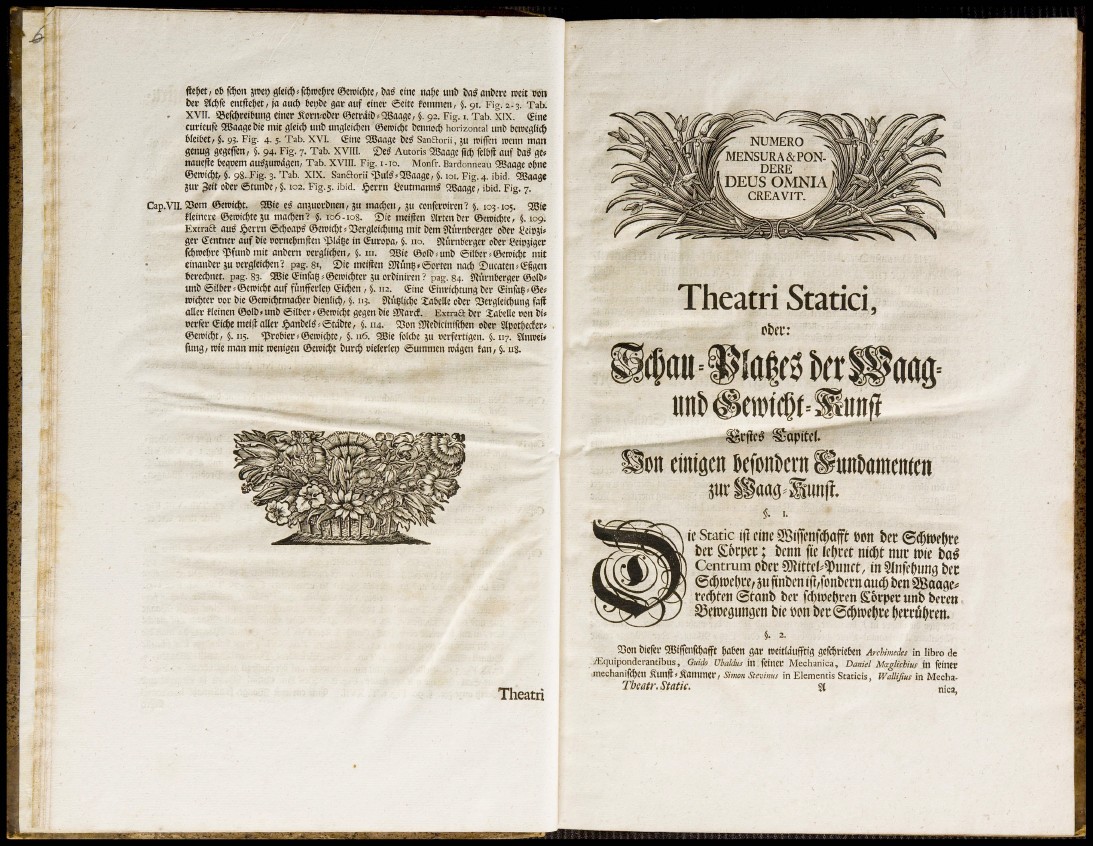 6
stehet, ob schon zwey gleich-schwehre Gewichte, das eine nahe und das andere weit von
der Achse entstehet, ja auch beyde gar auf einer Seite kommen, §. 91. Fig. 2-3. Tab.
XVII. Beschreibung einer Korn-oder Geträid-Waage, §. 92. Fig. 1. Tab. XIX. Eine
curieuse Waage die mit gleich und ungleichen Gewicht dennoch horizontal und beweglich
bleibet, §. 93. Fig. 4. 5. Tab. XVI. Eine Waage des Sanctorii, zu wissen wenn man
genug gegessen, §. 94. Fig. 7. Tab. XVIII. Des Autoris Waage sich selbst auf das ge-
naueste beqvem auszuwägen, Tab. XVIII. Fig. 1-10. Monsr. Bardonneau Waage ohne
Gewicht, §. 98. Fig. 3. Tab. XIX. Sanctorii Puls-Waage, §. 101. Fig. 4. ibid. Waage
zur Zeit oder Stunde, §. 102. Fig. 5. ibid. Herrn Leutmanns Waage, ibid. Fig. 7.
Cap. VII. Vom Gewicht. Wie es anzuordnen, zu machen, zu conserviren? §. 103-105. Wie
kleinere Gewichte zu machen? §. 106-108. Die meisten Arten der Gewichte, §. 109.
Extract aus Herrn Schoaps Gewicht-Vergleichung mit dem Nürnberger oder Leipzi-
ger Centner auf die vornehmsten Plätze in Europa, §. 110. Nürnberger oder Leipziger
schwehre Pfund mit andern verglichen, §. 111. Wie Gold-und Silber-Gewicht mit
einander zu vergleichen? pag. 81, Die meisten Müntz-Sorten nach Ducaten-Eßgen
berechnet. pag. 83. Wie Einsatz-Gewichter zu ordiniren? pag. 84. Nürnberger Gold-
und Silber-Gewicht auf fünfferley Eichen, §. 112. Eine Einrichtung der Einsatz-Ge-
wichter vor die Gewichtmacher dienlich, §. 113. Nützliche Tabelle oder Vergleichung fast
aller kleinen Gold-und Silber-Gewicht gegen die Marck. Extract der Tabelle von di-
verser Eiche meist aller Handels-Städte, §. 114. Von Medicinischen oder Apothecker-
Gewicht, §. 115. Probier-Gewichte, §. 116. Wie solche zu verfertigen. §. 117. Anwei-
sung, wie man mit wenigen Gewicht durch vielerley Summen wägen kan, §. 118.
Theatri
NUMERO
MENSURA & PON-
DERE
DEUS OMNIA
CREAVIT.
Theatri Statici,
oder:
Schau-Platzes der Waag-
und Gewicht-Kunst
Erstes Capitel.
Von einigen besondern Fundamenten
zur Waag-Kunst.
§. 1.
Die Static ist eine Wissenschafft von der Schwehre
der Cörper; denn sie lehret nicht nur wie das
Centrum oder Mittel-Punct, in Ansehung der
Schwehre, zu finden ist, sondern auch den Waage-
rechten Stand der schwehren Cörper und deren
Bewegungen die von der Schwehre herrühren.
§. 2.
Von dieser Wissenschafft haben gar weitläufftig geschrieben Archimedes in libro de
Æquiponderantibus, Guido Ubaldus in seiner Mechanica, Daniel Mæglichius in seiner
mechanischen Kunst-Kammer, Simon Stevinus in Elementis Staticis, Wallisius in Mecha-
Theatr. Static. A nica,